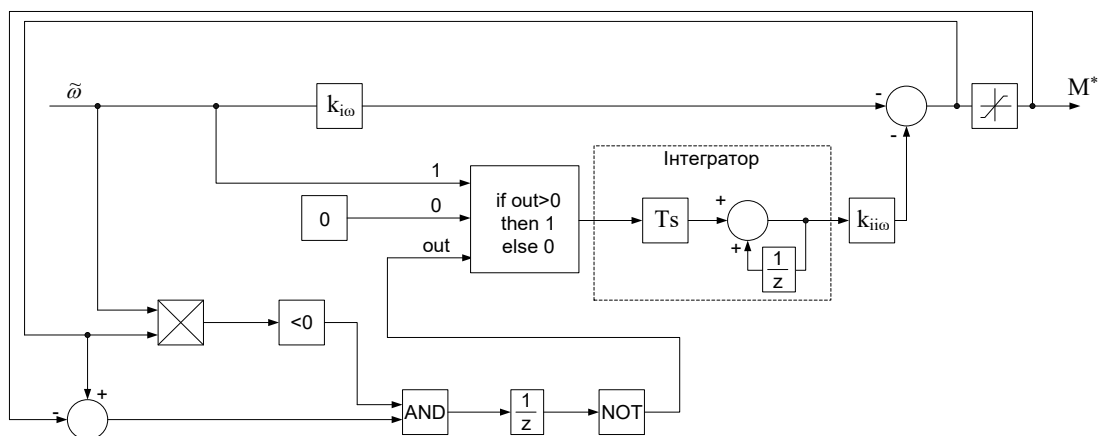 ω̃
k_iω
-
-
M*
Інтегратор
1
0
0
out
if out>0
then 1
else 0
Ts
+
+
1
z
k_iiω
<0
+
-
AND
1
z
NOT